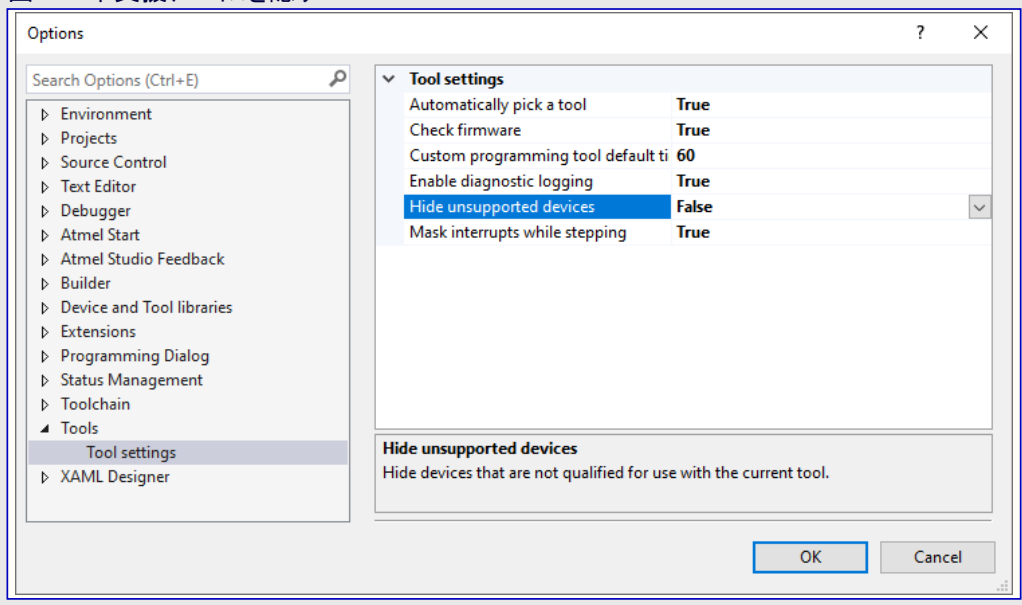 Options
?
Search Options (Ctrl+E)
Environment
Projects
Source Control
Text Editor
Debugger
Atmel Start
Atmel Studio Feedback
Builder
Device and Tool libraries
Extensions
Programming Dialog
Status Management
Toolchain
Tools
Tool settings
XAML Designer
Tool settings
Automatically pick a tool True
Check firmware True
Custom programming tool default ti 60
Enable diagnostic logging True
Hide unsupported devices False
Mask interrupts while stepping True
Hide unsupported devices
Hide devices that are not qualified for use with the current tool.
OK Cancel